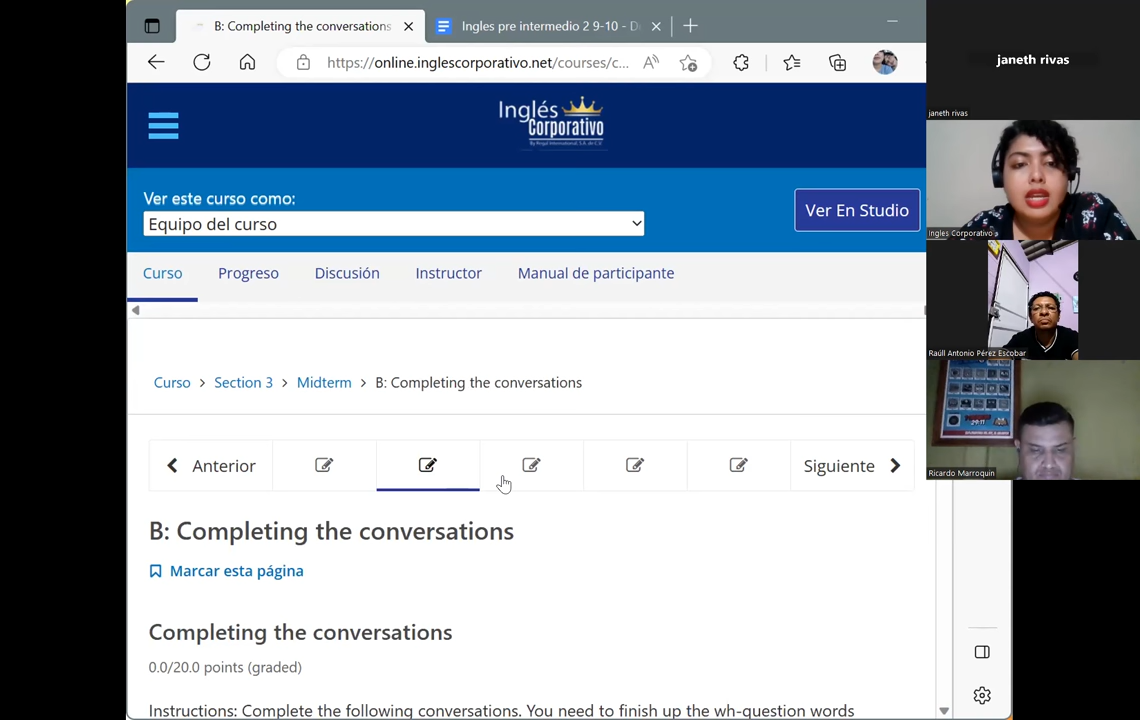 B: Completing the conversations
Ingles pre intermedio 2 9-10 - D
https://online.inglescorporativo.net/courses/c...
Inglés
Corporativo
Ver este curso como:
Equipo del curso
Ver En Studio
Curso
Progreso
Discusión
Instructor
Manual de participante
Curso > Section 3 > Midterm > B: Completing the conversations
Anterior
Siguiente
B: Completing the conversations
Marcar esta página
Completing the conversations
0.0/20.0 points (graded)
Instructions: Complete the following conversations. You need to finish up the wh-question words
janeth rivas
janeth rivas
Ingles Corporativo
Raúll Antonio Pérez Escobar
Ricardo Marroquin